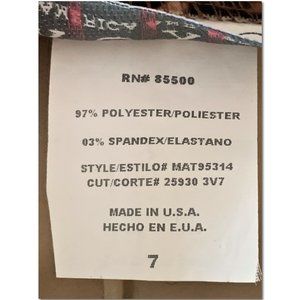 RN# 85500
97% POLYESTER/POLIESTER
03% SPANDEX/ELASTANO
STYLE/ESTILO# MAT95314
CUT/CORTE# 25930 3V7
MADE IN U.S.A.
HECHO EN E.U.A.
7